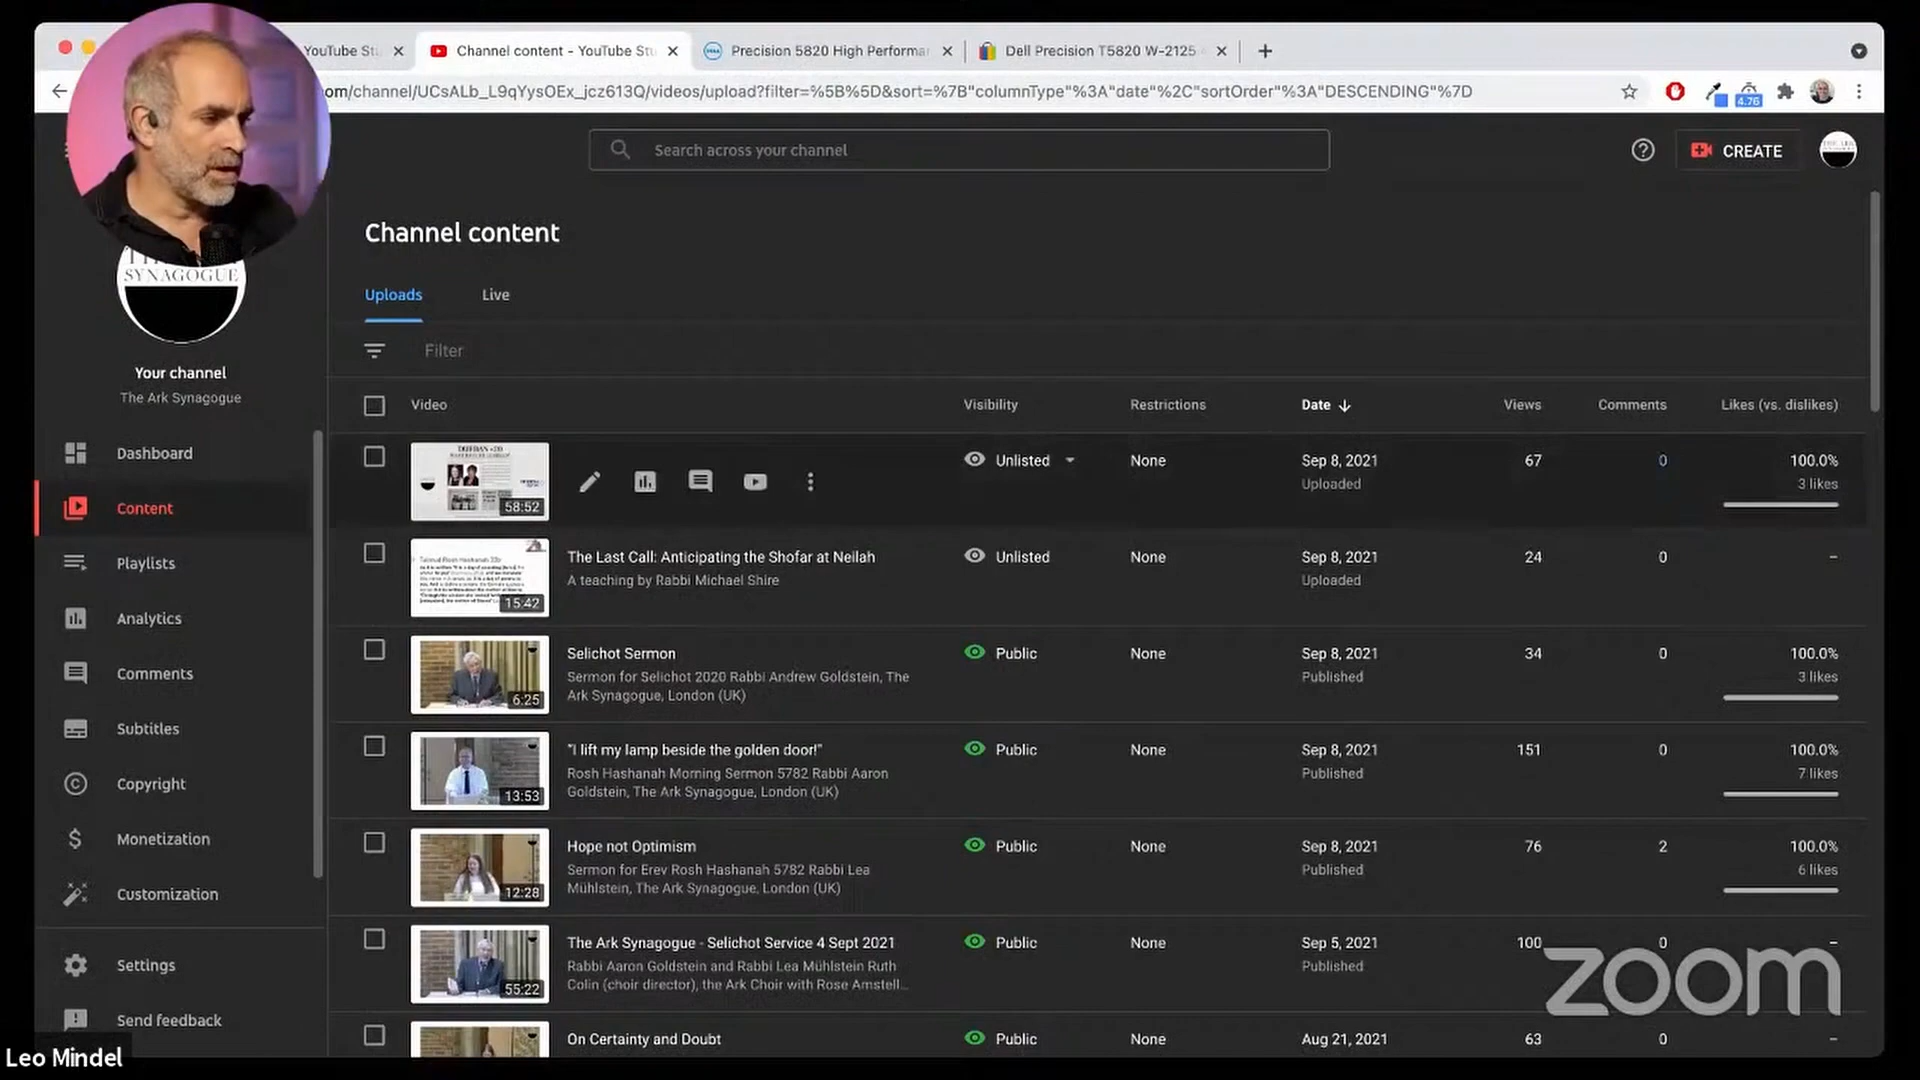 YouTube Stu
Channel content - YouTube Stu
Precision 5820 High Performa
Dell Precision T5820 W-2125
om/channel/UCsALb_L9qYysOEx_jcz613Q/videos/upload?filter=%5B%5D&sort=%7B"columnType"%3A"date"%2C"sortOrder"%3A"DESCENDING"%7D
4.76
Search across your channel
CREATE
SYNAGOGUE
Your channel
The Ark Synagogue
Dashboard
Content
Playlists
Analytics
Comments
Subtitles
Copyright
Monetization
Customization
Settings
Send feedback
Channel content
Uploads
Live
Filter
Video
Visibility
Restrictions
Date
Views
Comments
Likes (vs. dislikes)
58:52
Unlisted
None
Sep 8, 2021
Uploaded
67
0
100.0%
3 likes
15:42
The Last Call: Anticipating the Shofar at Neilah
A teaching by Rabbi Michael Shire
Unlisted
None
Sep 8, 2021
Uploaded
24
0
–
6:25
Selichot Sermon
Sermon for Selichot 2020 Rabbi Andrew Goldstein, The
Ark Synagogue, London (UK)
Public
None
Sep 8, 2021
Published
34
0
100.0%
3 likes
13:53
"I lift my lamp beside the golden door!"
Rosh Hashanah Morning Sermon 5782 Rabbi Aaron
Goldstein, The Ark Synagogue, London (UK)
Public
None
Sep 8, 2021
Published
151
0
100.0%
7 likes
12:28
Hope not Optimism
Sermon for Erev Rosh Hashanah 5782 Rabbi Lea
Mühlstein, The Ark Synagogue, London (UK)
Public
None
Sep 8, 2021
Published
76
2
100.0%
6 likes
55:22
The Ark Synagogue - Selichot Service 4 Sept 2021
Rabbi Aaron Goldstein and Rabbi Lea Mühlstein Ruth
Colin (choir director), the Ark Choir with Rose Amstell...
Public
None
Sep 5, 2021
Published
100
0
–
On Certainty and Doubt
Public
None
Aug 21, 2021
63
0
–
zoom
Leo Mindel